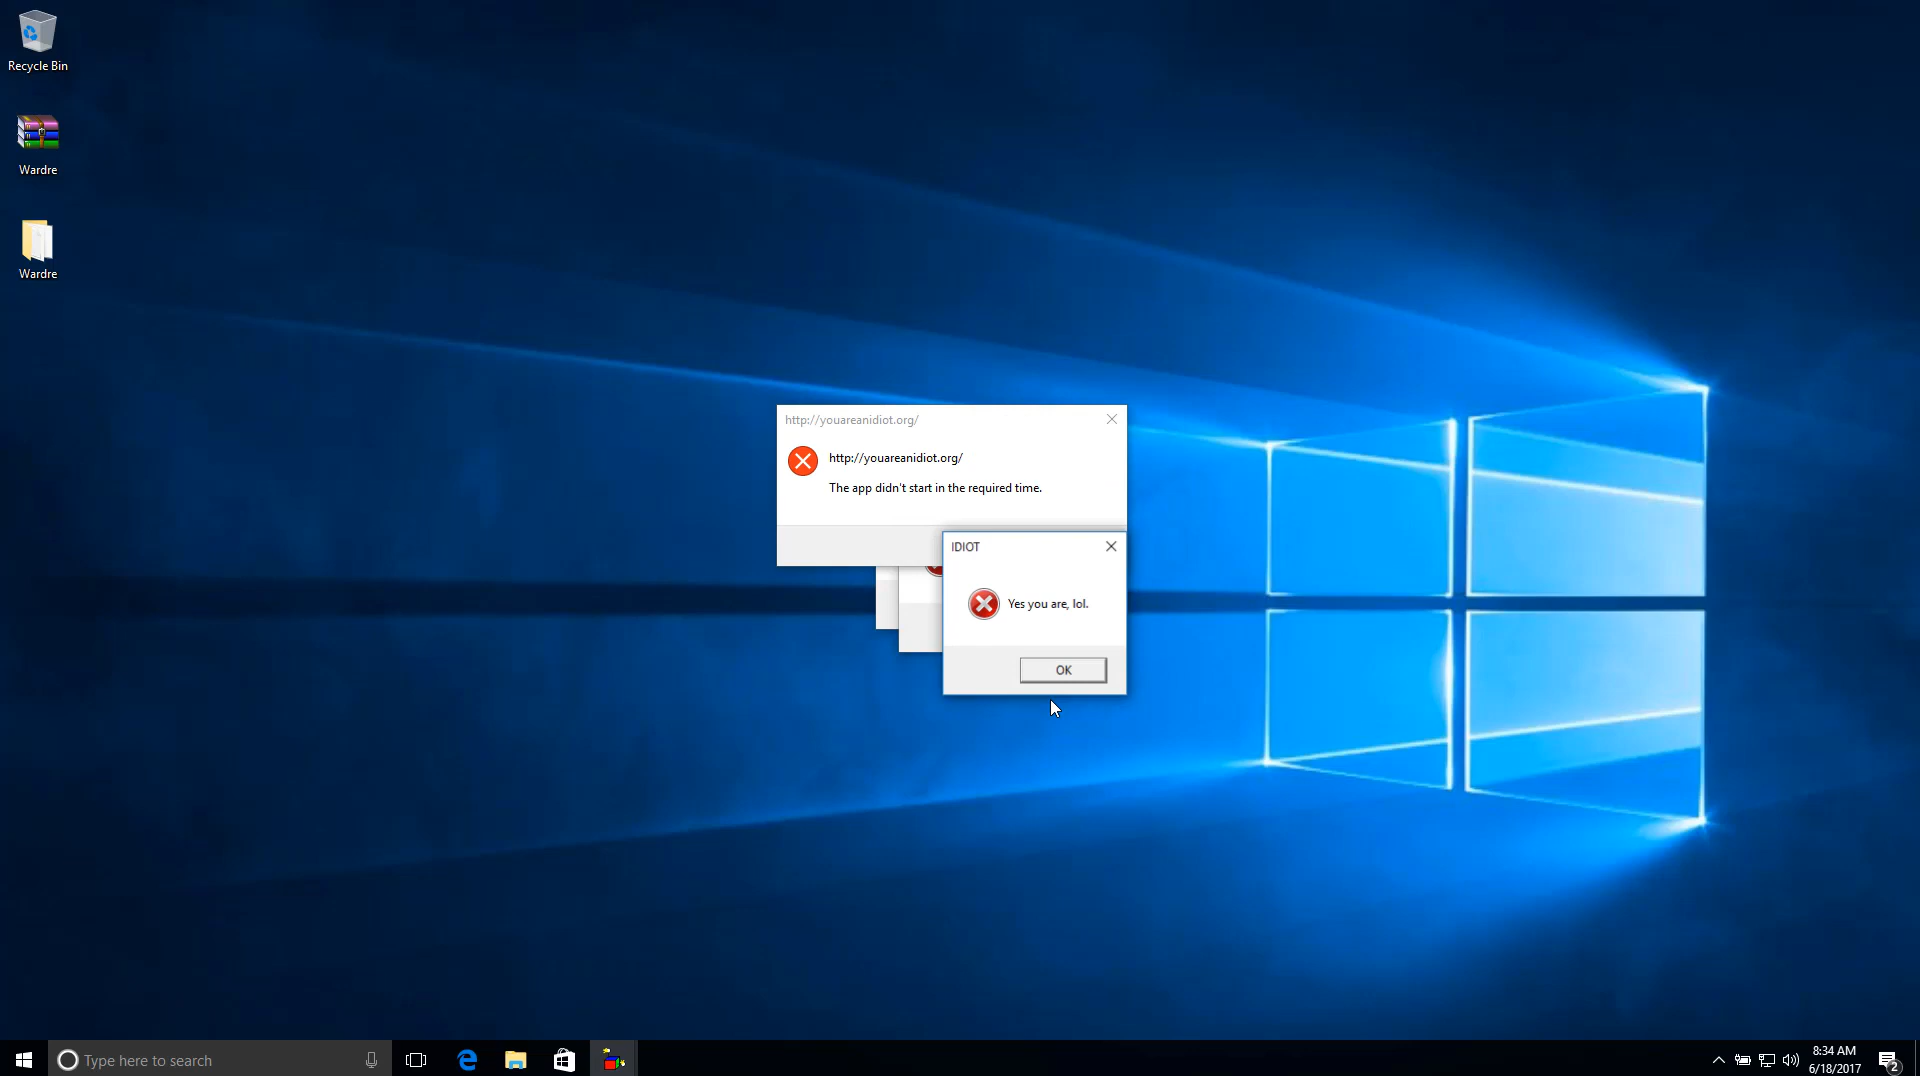 Recycle Bin
Wardre
Wardre
http://youareanidiot.org/
http://youareanidiot.org/
The app didn't start in the required time.
IDIOT
Yes you are, lol.
OK
Type here to search
8:34 AM
6/18/2017
2